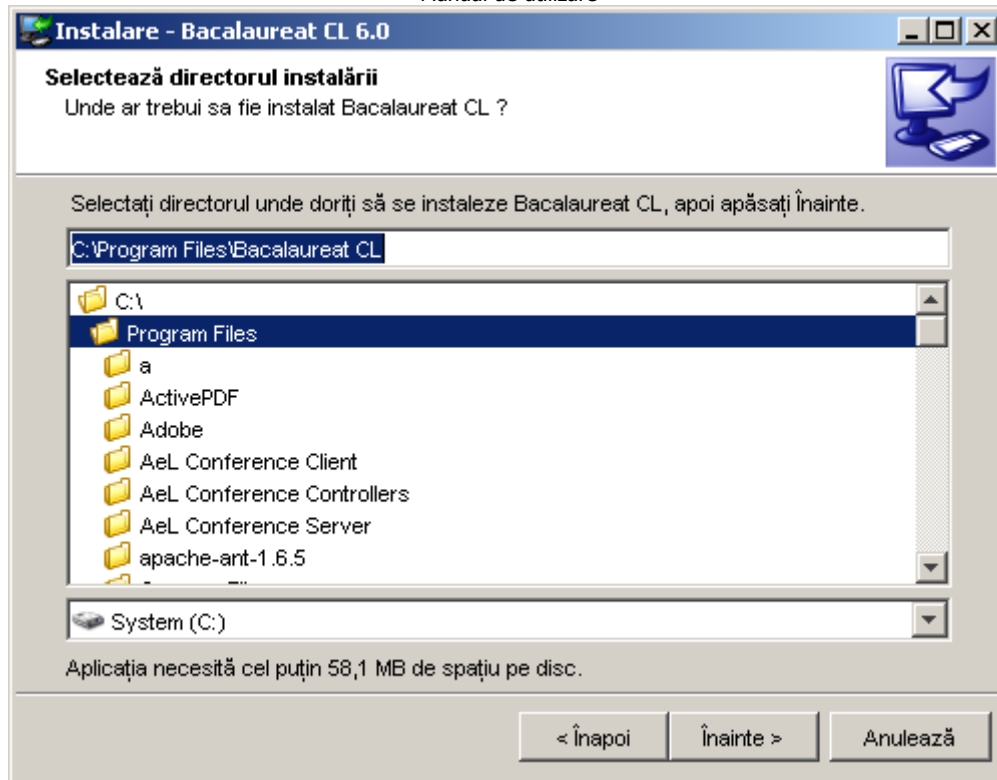 Manual de utilizare
Instalare - Bacalaureat CL 6.0
Selectează directorul instalării
Unde ar trebui sa fie instalat Bacalaureat CL ?
Selectați directorul unde doriți să se instaleze Bacalaureat CL, apoi apăsați Înainte.
C:\Program Files\Bacalaureat CL
C:\
Program Files
a
ActivePDF
Adobe
AeL Conference Client
AeL Conference Controllers
AeL Conference Server
apache-ant-1.6.5
System (C:)
Aplicația necesită cel puțin 58,1 MB de spațiu pe disc.
< Înapoi Înainte > Anulează